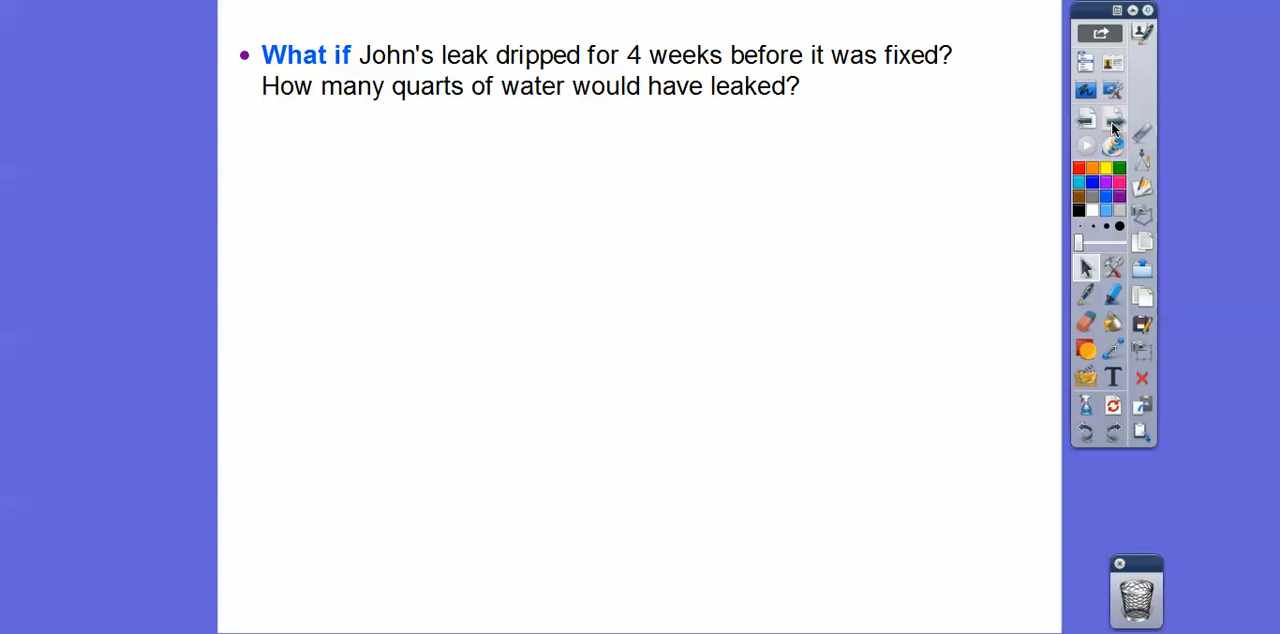 What if John's leak dripped for 4 weeks before it was fixed?
How many quarts of water would have leaked?